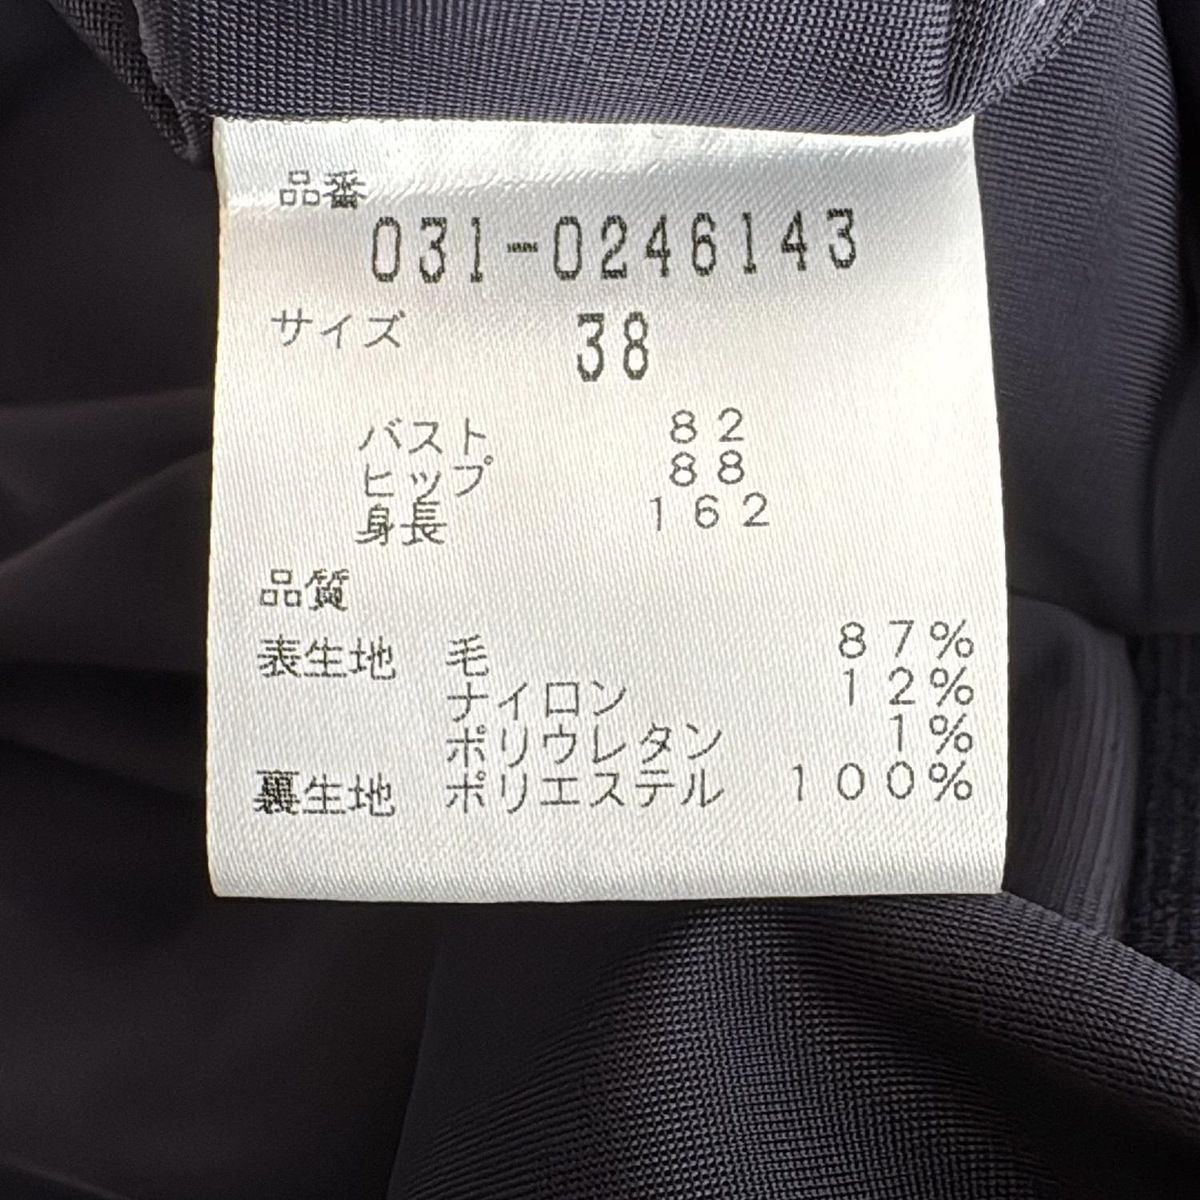 品番
031-0246143
サイズ 38
バスト 82
ヒップ 88
身長 162
品質
表生地 毛 87%
ナイロン 12%
ポリウレタン 1%
裏生地 ポリエステル 100%